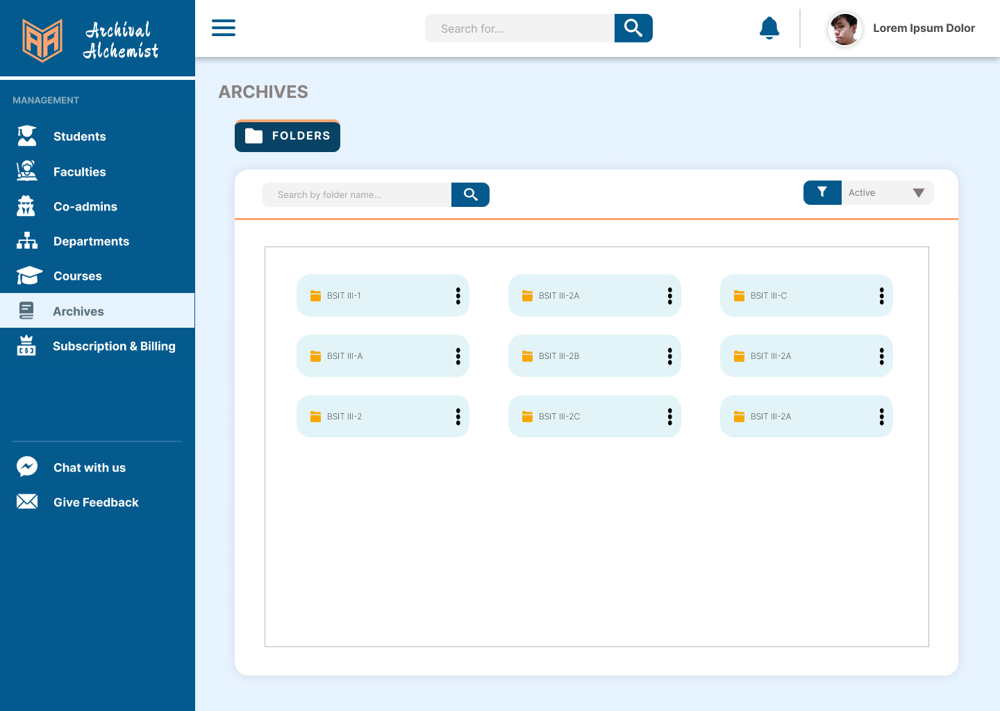 Archival
Alchemist
Search for...
Lorem Ipsum Dolor
MANAGEMENT
Students
Faculties
Co-admins
Departments
Courses
Archives
Subscription & Billing
Chat with us
Give Feedback
ARCHIVES
FOLDERS
Search by folder name...
Active
BSIT III-1
BSIT III-2A
BSIT III-C
BSIT III-A
BSIT III-2B
BSIT III-2A
BSIT III-2
BSIT III-2C
BSIT III-2A